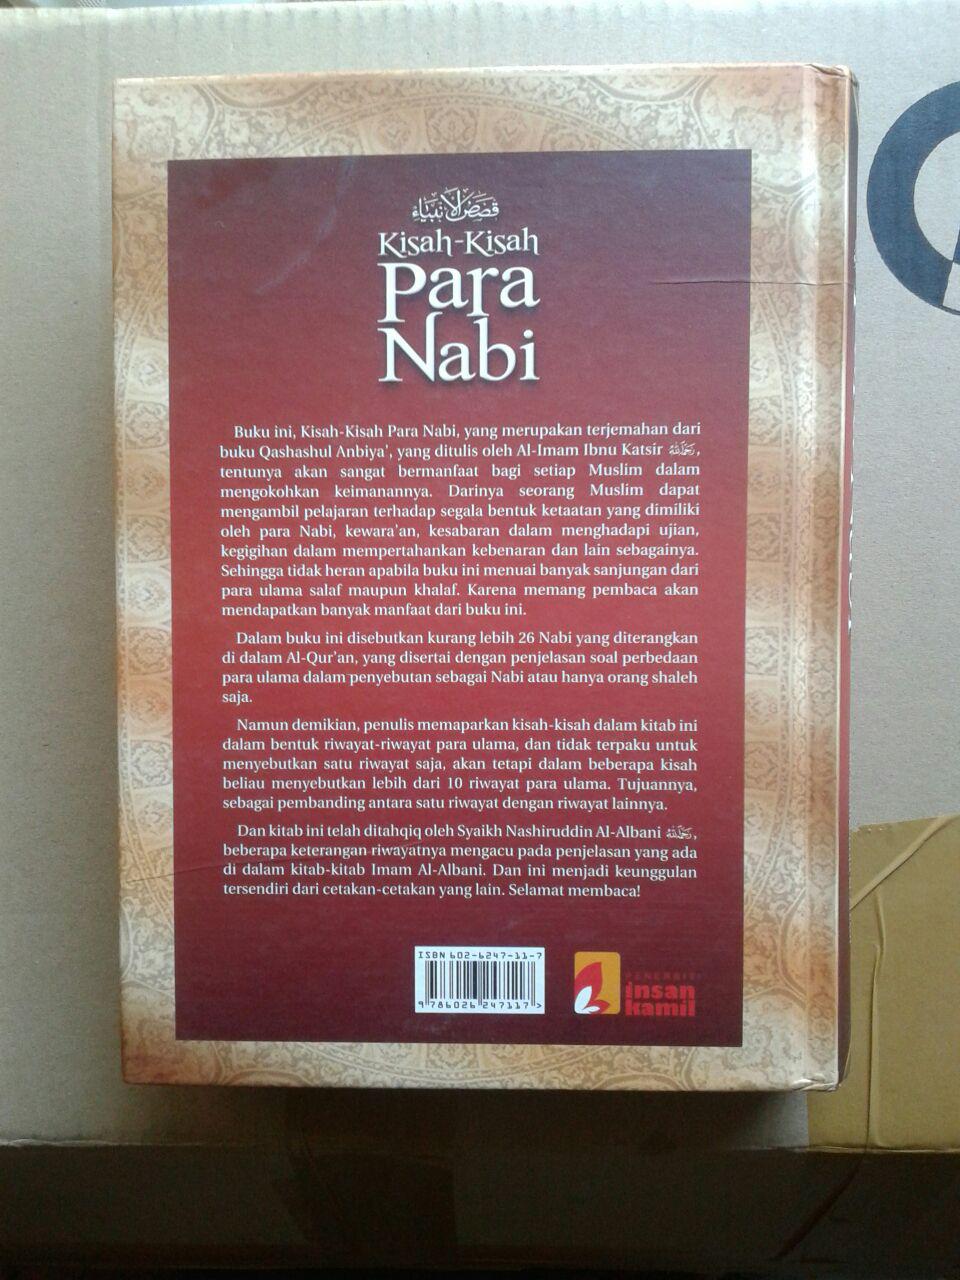 قصص الأنبياء
Kisah-Kisah
Para
Nabi
Buku ini, Kisah-Kisah Para Nabi, yang merupakan terjemahan dari
buku Qashashul Anbiya', yang ditulis oleh Al-Imam Ibnu Katsir رحمه الله,
tentunya akan sangat bermanfaat bagi setiap Muslim dalam
mengokohkan keimanannya. Darinya seorang Muslim dapat
mengambil pelajaran terhadap segala bentuk ketaatan yang dimiliki
oleh para Nabi, kewara'an, kesabaran dalam menghadapi ujian,
kegigihan dalam mempertahankan kebenaran dan lain sebagainya.
Sehingga tidak heran apabila buku ini menuai banyak sanjungan dari
para ulama salaf maupun khalaf. Karena memang pembaca akan
mendapatkan banyak manfaat dari buku ini.
Dalam buku ini disebutkan kurang lebih 26 Nabi yang diterangkan
di dalam Al-Qur'an, yang disertai dengan penjelasan soal perbedaan
para ulama dalam penyebutan sebagai Nabi atau hanya orang shaleh
saja.
Namun demikian, penulis memaparkan kisah-kisah dalam kitab ini
dalam bentuk riwayat-riwayat para ulama, dan tidak terpaku untuk
menyebutkan satu riwayat saja, akan tetapi dalam beberapa kisah
beliau menyebutkan lebih dari 10 riwayat para ulama. Tujuannya,
sebagai pembanding antara satu riwayat dengan riwayat lainnya.
Dan kitab ini telah ditahqiq oleh Syaikh Nashiruddin Al-Albani رحمه الله,
beberapa keterangan riwayatnya mengacu pada penjelasan yang ada
di dalam kitab-kitab Imam Al-Albani. Dan ini menjadi keunggulan
tersendiri dari cetakan-cetakan yang lain. Selamat membaca!
ISBN 602-6247-11-7
9 786026 247117 >
PENERBIT
insan
kamil